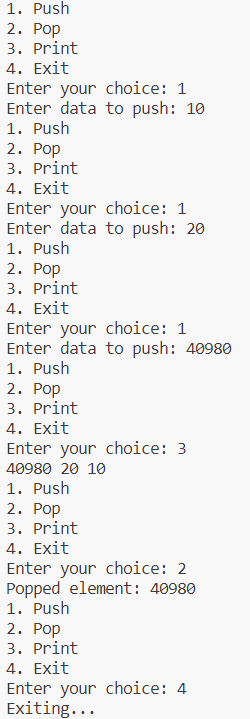 1. Push
2. Pop
3. Print
4. Exit
Enter your choice: 1
Enter data to push: 10
1. Push
2. Pop
3. Print
4. Exit
Enter your choice: 1
Enter data to push: 20
1. Push
2. Pop
3. Print
4. Exit
Enter your choice: 1
Enter data to push: 40980
1. Push
2. Pop
3. Print
4. Exit
Enter your choice: 3
40980 20 10
1. Push
2. Pop
3. Print
4. Exit
Enter your choice: 2
Popped element: 40980
1. Push
2. Pop
3. Print
4. Exit
Enter your choice: 4
Exiting...